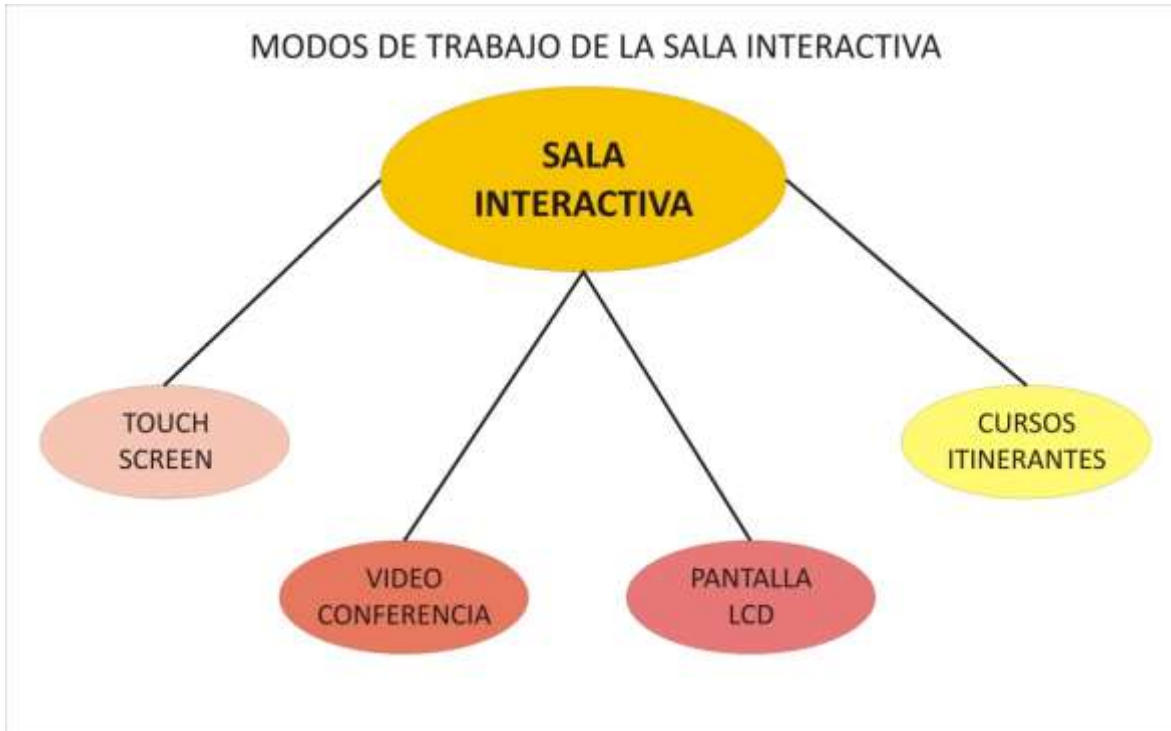 MODOS DE TRABAJO DE LA SALA INTERACTIVA
SALA
INTERACTIVA
TOUCH
SCREEN
CURSOS
ITINERANTES
VIDEO
CONFERENCIA
PANTALLA
LCD